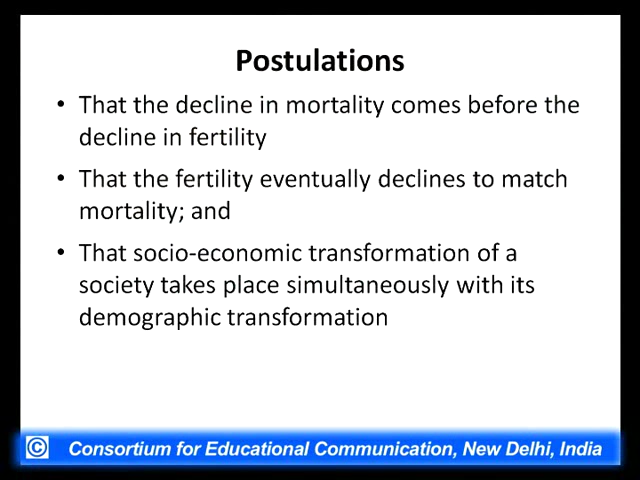 Postulations
• That the decline in mortality comes before the
decline in fertility
• That the fertility eventually declines to match
mortality; and
• That socio-economic transformation of a
society takes place simultaneously with its
demographic transformation
© Consortium for Educational Communication, New Delhi, India